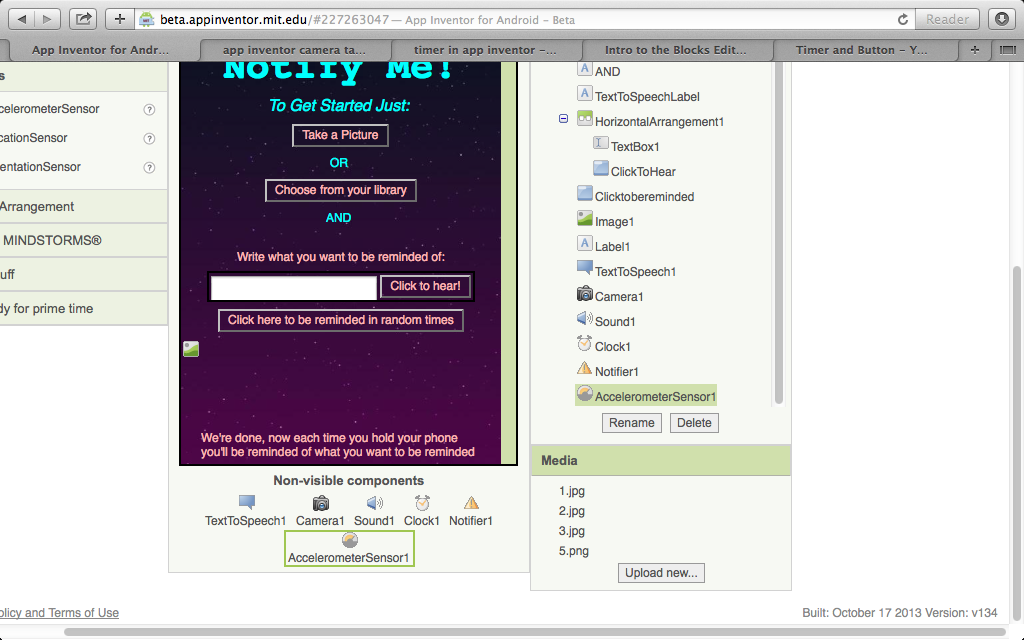 beta.appinventor.mit.edu/#227263047 — App Inventor for Android – Beta
Reader
App Inventor for Andr...
app inventor camera ta...
timer in app inventor -...
Intro to the Blocks Edit...
Timer and Button - Y...
s
celerometerSensor
?
cationSensor
?
entationSensor
?
Arrangement
MINDSTORMS®
uff
dy for prime time
Notify Me!
To Get Started Just:
Take a Picture
OR
Choose from your library
AND
Write what you want to be reminded of:
Click to hear!
Click here to be reminded in random times
We're done, now each time you hold your phone
you'll be reminded of what you want to be reminded
Non-visible components
TextToSpeech1 Camera1 Sound1 Clock1 Notifier1
AccelerometerSensor1
A AND
A TextToSpeechLabel
HorizontalArrangement1
TextBox1
ClickToHear
Clicktobereminded
Image1
A Label1
TextToSpeech1
Camera1
Sound1
Clock1
Notifier1
AccelerometerSensor1
Rename Delete
Media
1.jpg
2.jpg
3.jpg
5.png
Upload new...
olicy and Terms of Use
Built: October 17 2013 Version: v134